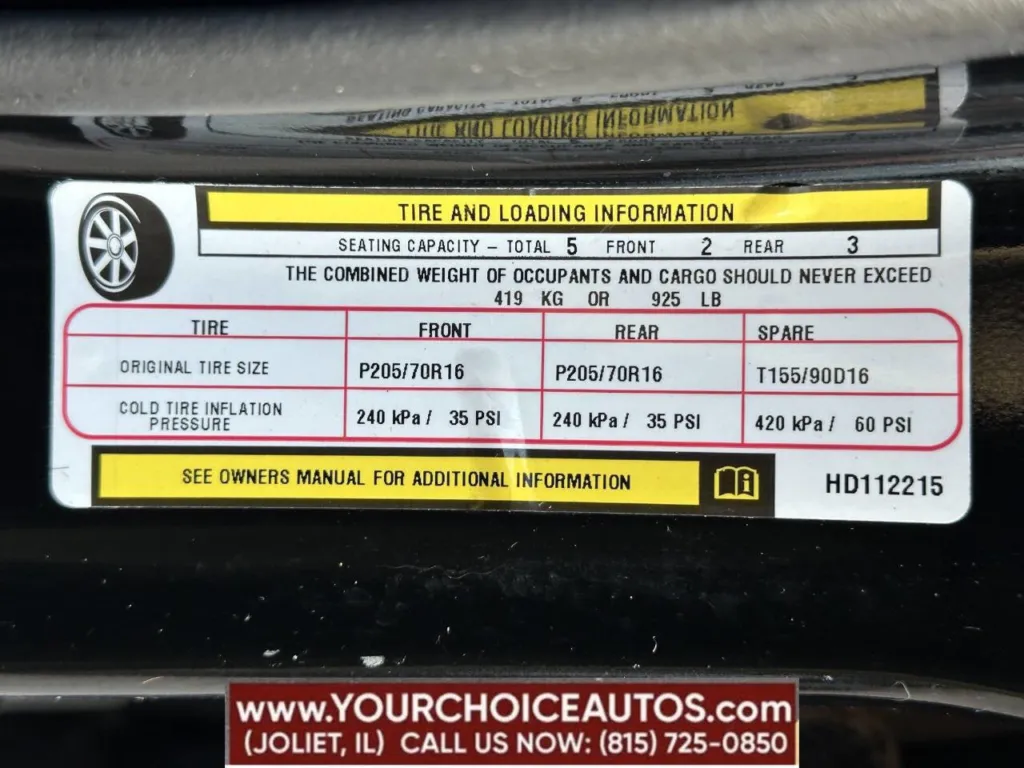 TIRE AND LOADING INFORMATION
SEATING CAPACITY – TOTAL 5 FRONT 2 REAR 3
THE COMBINED WEIGHT OF OCCUPANTS AND CARGO SHOULD NEVER EXCEED
419 KG OR 925 LB
TIRE FRONT REAR SPARE
ORIGINAL TIRE SIZE P205/70R16 P205/70R16 T155/90D16
COLD TIRE INFLATION PRESSURE 240 kPa / 35 PSI 240 kPa / 35 PSI 420 kPa / 60 PSI
SEE OWNERS MANUAL FOR ADDITIONAL INFORMATION
HD112215
www.YOURCHOICEAUTOS.com
(JOLIET, IL) CALL US NOW: (815) 725-0850